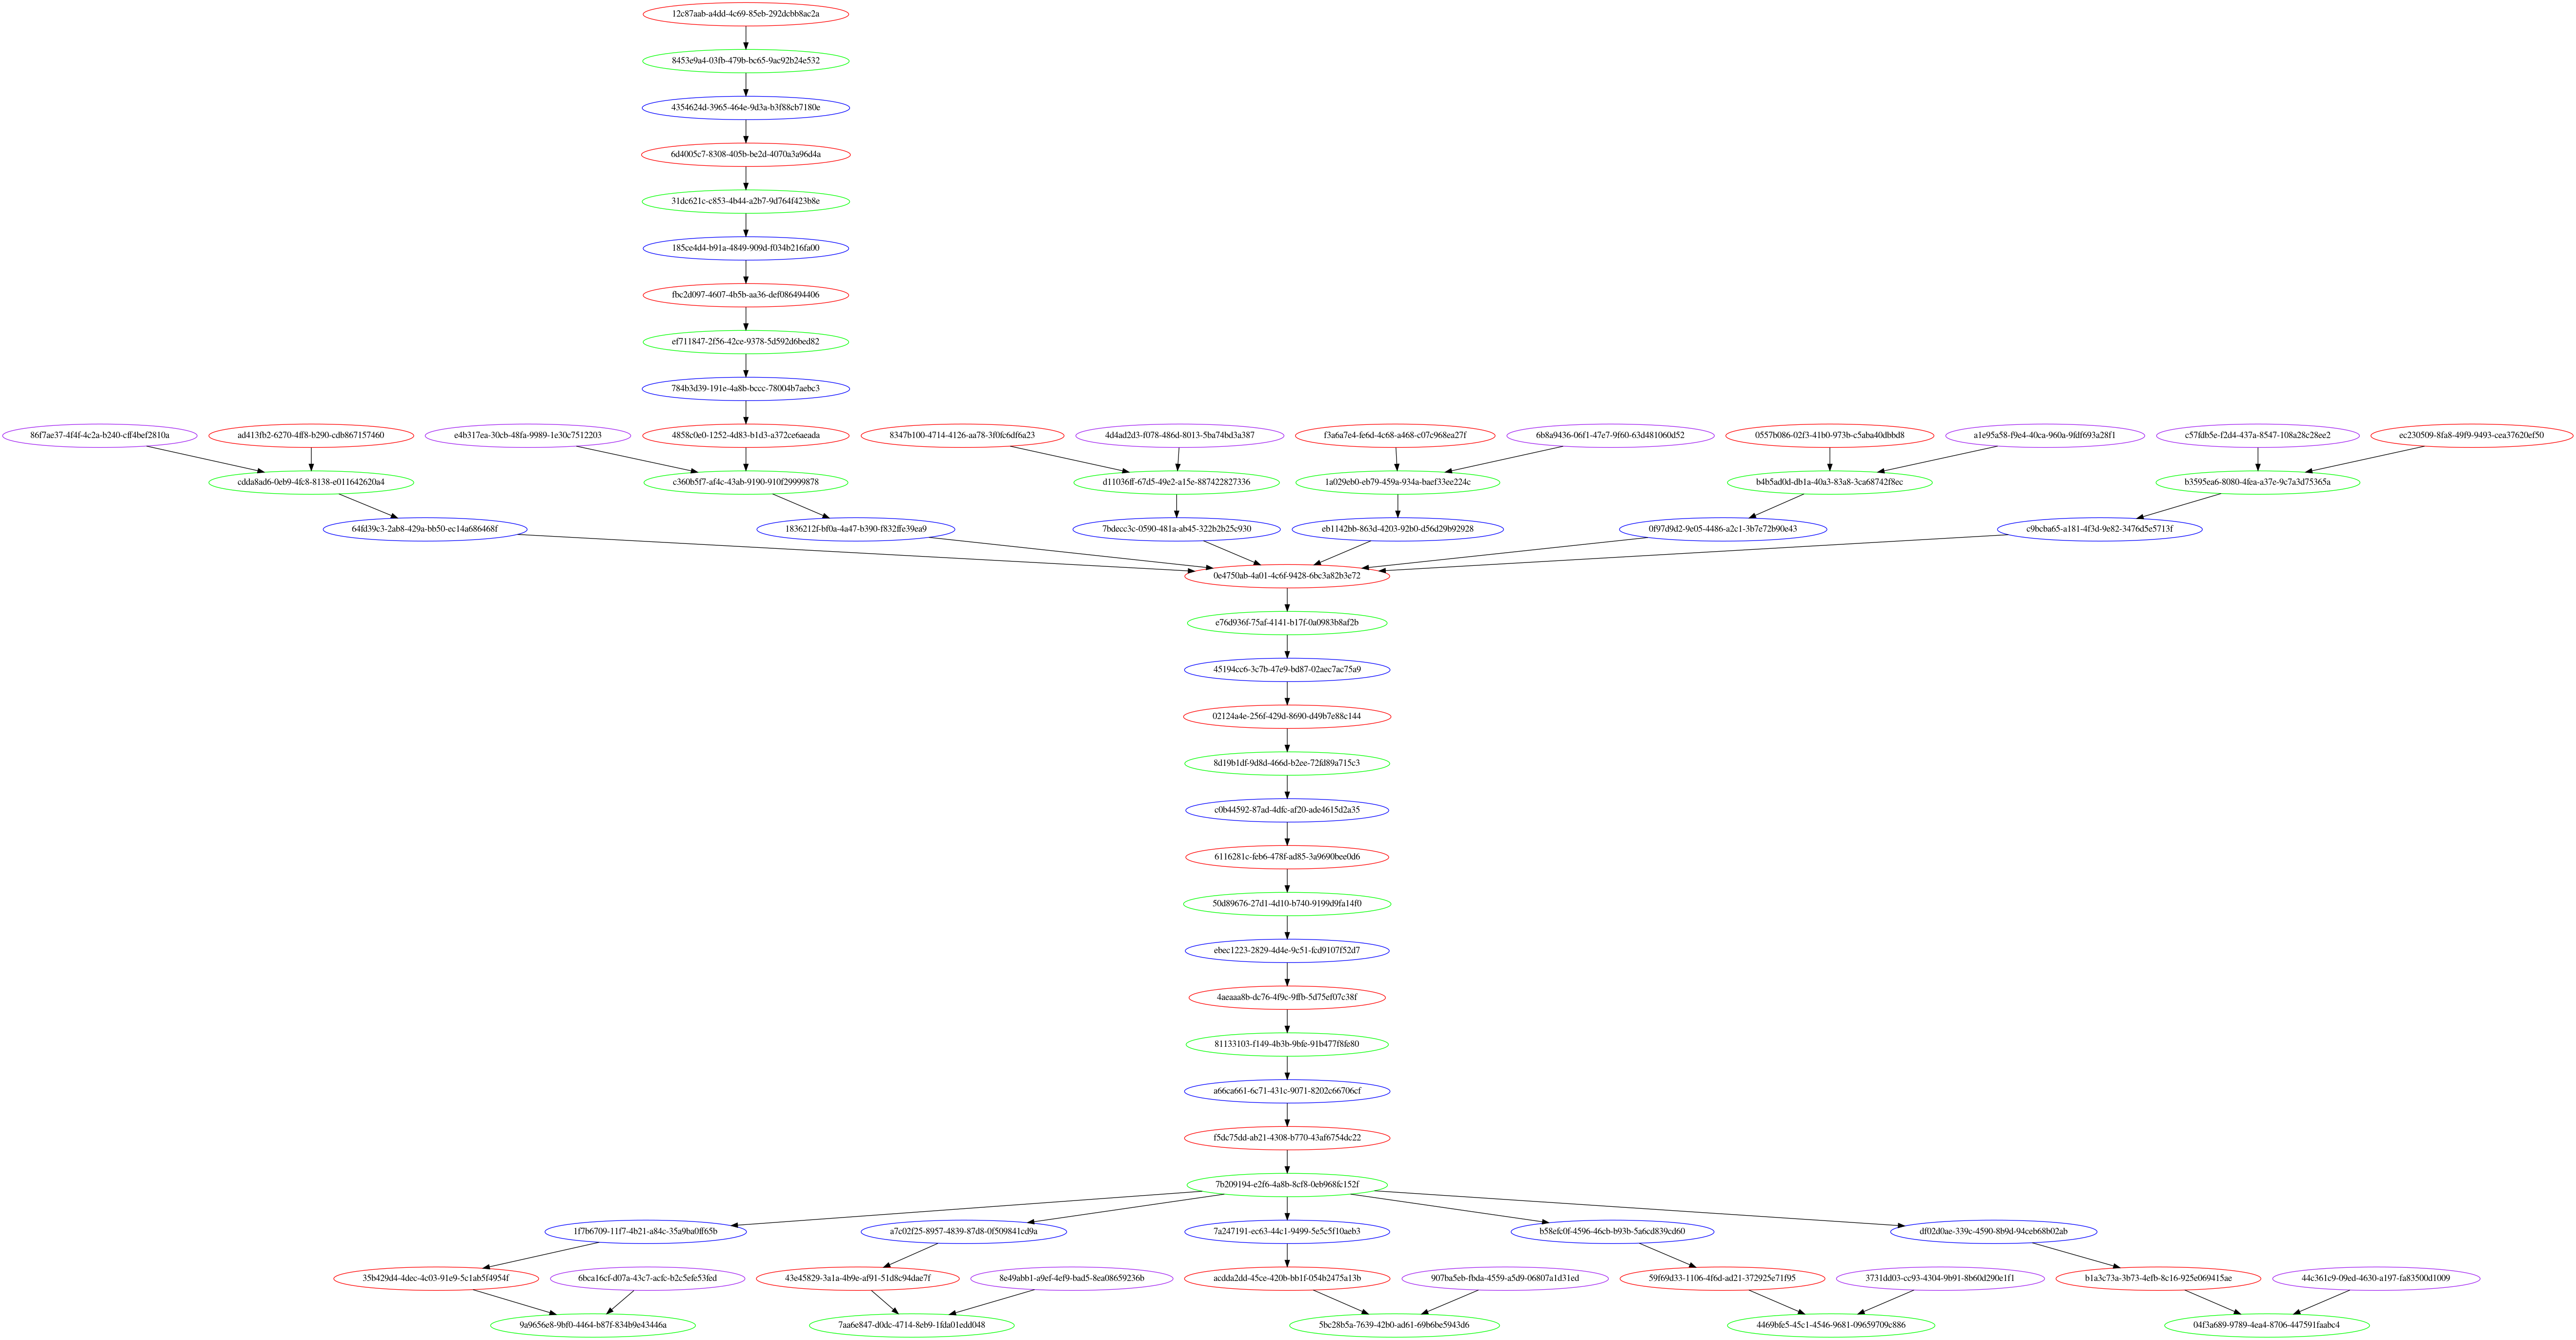 12c87aab-a4dd-4c69-85eb-292dcbb8ac2a
8453e9a4-03fb-479b-bc65-9ac92b24e532
4354624d-3965-464e-9d3a-b3f88cb7180e
6d4005c7-8308-405b-be2d-4070a3a96d4a
31dc621c-c853-4b44-a2b7-9d764f423b8e
185ce4d4-b91a-4849-909d-f034b216fa00
fbc2d097-4607-4b5b-aa36-def086494406
ef711847-2f56-42ce-9378-5d592d6bed82
784b3d39-191e-4a8b-bccc-78004b7aebc3
86f7ae37-4f4f-4c2a-b240-cff4bef2810a
ad413fb2-6270-4ff8-b290-cdb867157460
e4b317ea-30cb-48fa-9989-1e30c7512203
4858c0e0-1252-4d83-b1d3-a372ce6aeada
8347b100-4714-4126-aa78-3f0fc6df6a23
4d4ad2d3-f078-486d-8013-5ba74bd3a387
f3a6a7e4-fe6d-4c68-a468-c07c968ea27f
6b8a9436-06f1-47e7-9f60-63d481060d52
0557b086-02f3-41b0-973b-c5aba40dbbd8
a1e95a58-f9e4-40ca-960a-9fdf693a28f1
c57fdb5e-f2d4-437a-8547-108a28c28ee2
ec230509-8fa8-49f9-9493-cea37620ef50
cdda8ad6-0eb9-4fc8-8138-e011642620a4
c360b5f7-af4c-43ab-9190-910f29999878
d11036ff-67d5-49e2-a15e-887422827336
1a029eb0-eb79-459a-934a-baef33ee224c
b4b5ad0d-db1a-40a3-83a8-3ca68742f8ec
b3595ea6-8080-4fea-a37e-9c7a3d75365a
64fd39c3-2ab8-429a-bb50-ec14a686468f
1836212f-bf0a-4a47-b390-f832ffe39ea9
7bdecc3c-0590-481a-ab45-322b2b25c930
eb1142bb-863d-4203-92b0-d56d29b92928
0f97d9d2-9e05-4486-a2c1-3b7e72b90e43
c9bcba65-a181-4f3d-9e82-3476d5e5713f
0e4750ab-4a01-4c6f-9428-6bc3a82b3e72
e76d936f-75af-4141-b17f-0a0983b8af2b
45194cc6-3c7b-47e9-bd87-02aec7ac75a9
02124a4e-256f-429d-8690-d49b7e88c144
8d19b1df-9d8d-466d-b2ee-72fd89a715c3
c0b44592-87ad-4dfc-af20-ade4615d2a35
6116281c-feb6-478f-ad85-3a9690bee0d6
50d89676-27d1-4d10-b740-9199d9fa14f0
ebec1223-2829-4d4e-9c51-fcd9107f52d7
4aeaaa8b-dc76-4f9c-9ffb-5d75ef07c38f
81133103-f149-4b3b-9bfe-91b477f8fe80
a66ca661-6c71-431c-9071-8202c66706cf
f5dc75dd-ab21-4308-b770-43af6754dc22
7b209194-e2f6-4a8b-8cf8-0eb968fc152f
1f7b6709-11f7-4b21-a84c-35a9ba0ff65b
a7c02f25-8957-4839-87d8-0f509841cd9a
7a247191-ec63-44c1-9499-5e5c5f10aeb3
b58efc0f-4596-46cb-b93b-5a6cd839cd60
df02d0ae-339c-4590-8b9d-94ceb68b02ab
35b429d4-4dec-4c03-91e9-5c1ab5f4954f
6bca16cf-d07a-43c7-acfc-b2c5efe53fed
43e45829-3a1a-4b9e-af91-51d8c94dae7f
8e49abb1-a9ef-4ef9-bad5-8ea08659236b
acdda2dd-45ce-420b-bb1f-054b2475a13b
907ba5eb-fbda-4559-a5d9-06807a1d31ed
59f69d33-1106-4f6d-ad21-372925e71f95
3731dd03-cc93-4304-9b91-8b60d290e1f1
b1a3c73a-3b73-4efb-8c16-925e069415ae
44c361c9-09ed-4630-a197-fa83500d1009
9a9656e8-9bf0-4464-b87f-834b9e43446a
7aa6e847-d0dc-4714-8eb9-1fda01edd048
5bc28b5a-7639-42b0-ad61-69b6be5943d6
4469bfe5-45c1-4546-9681-09659709c886
04f3a689-9789-4ea4-8706-447591faabc4